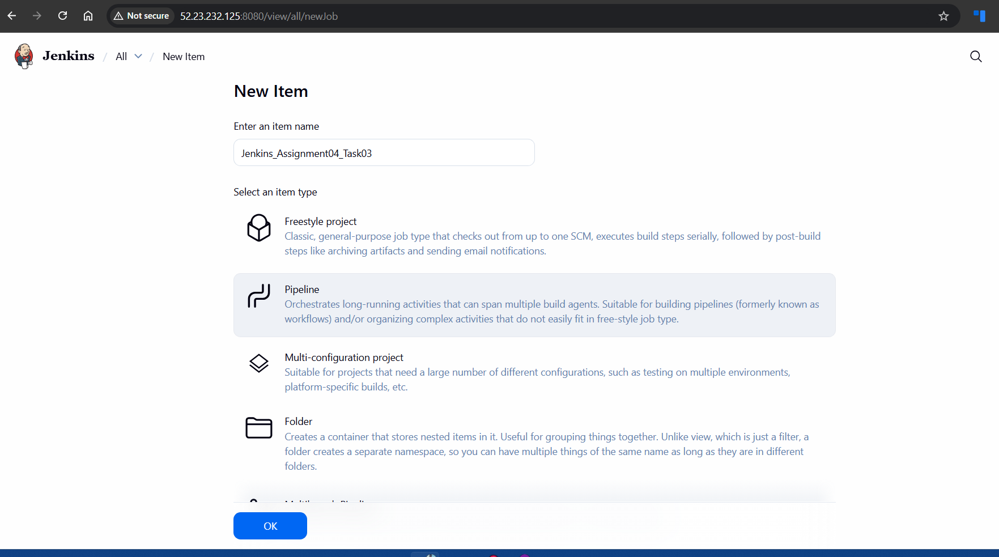 Not secure 52.23.232.125:8080/view/all/newJob
Jenkins / All / New Item
New Item
Enter an item name
Jenkins_Assignment04_Task03
Select an item type
Freestyle project
Classic, general-purpose job type that checks out from up to one SCM, executes build steps serially, followed by post-build
steps like archiving artifacts and sending email notifications.
Pipeline
Orchestrates long-running activities that can span multiple build agents. Suitable for building pipelines (formerly known as
workflows) and/or organizing complex activities that do not easily fit in free-style job type.
Multi-configuration project
Suitable for projects that need a large number of different configurations, such as testing on multiple environments,
platform-specific builds, etc.
Folder
Creates a container that stores nested items in it. Useful for grouping things together. Unlike view, which is just a filter, a
folder creates a separate namespace, so you can have multiple things of the same name as long as they are in different
folders.
OK